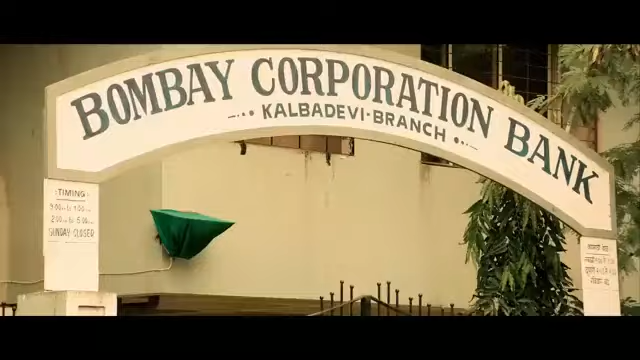 BOMBAY CORPORATION BANK
KALBADEVI·BRANCH
TIMING
SUNDAY CLOSED